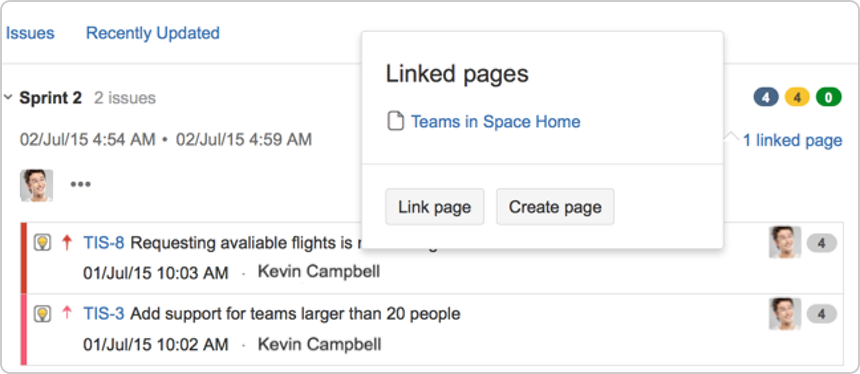 Issues Recently Updated
Linked pages
Teams in Space Home
Link page Create page
Sprint 2 2 issues
4 4 0
02/Jul/15 4:54 AM • 02/Jul/15 4:59 AM
1 linked page
•••
TIS-8 Requesting avaliable flights is
4
01/Jul/15 10:03 AM · Kevin Campbell
TIS-3 Add support for teams larger than 20 people
4
01/Jul/15 10:02 AM · Kevin Campbell